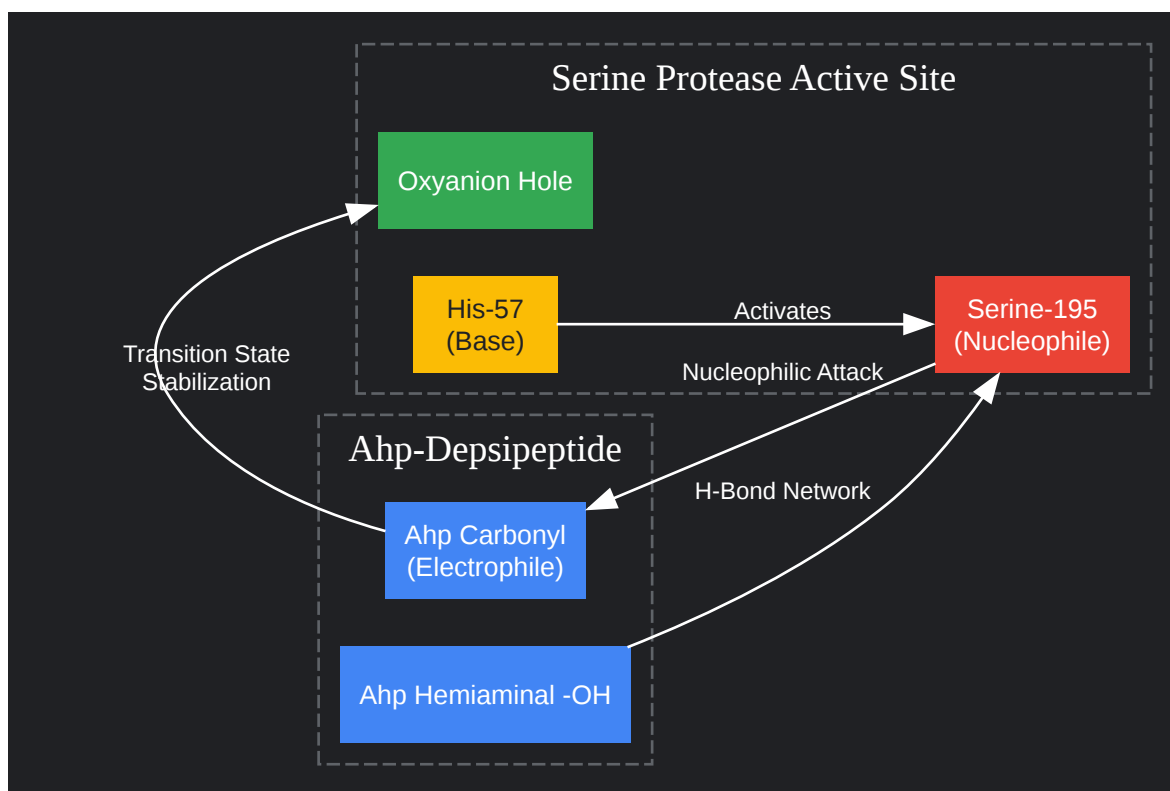 Serine Protease Active Site
Oxyanion Hole
His-57
(Base)
Activates
Serine-195
(Nucleophile)
Transition State
Stabilization
Nucleophilic Attack
Ahp-Depsipeptide
H-Bond Network
Ahp Carbonyl
(Electrophile)
Ahp Hemiaminal -OH